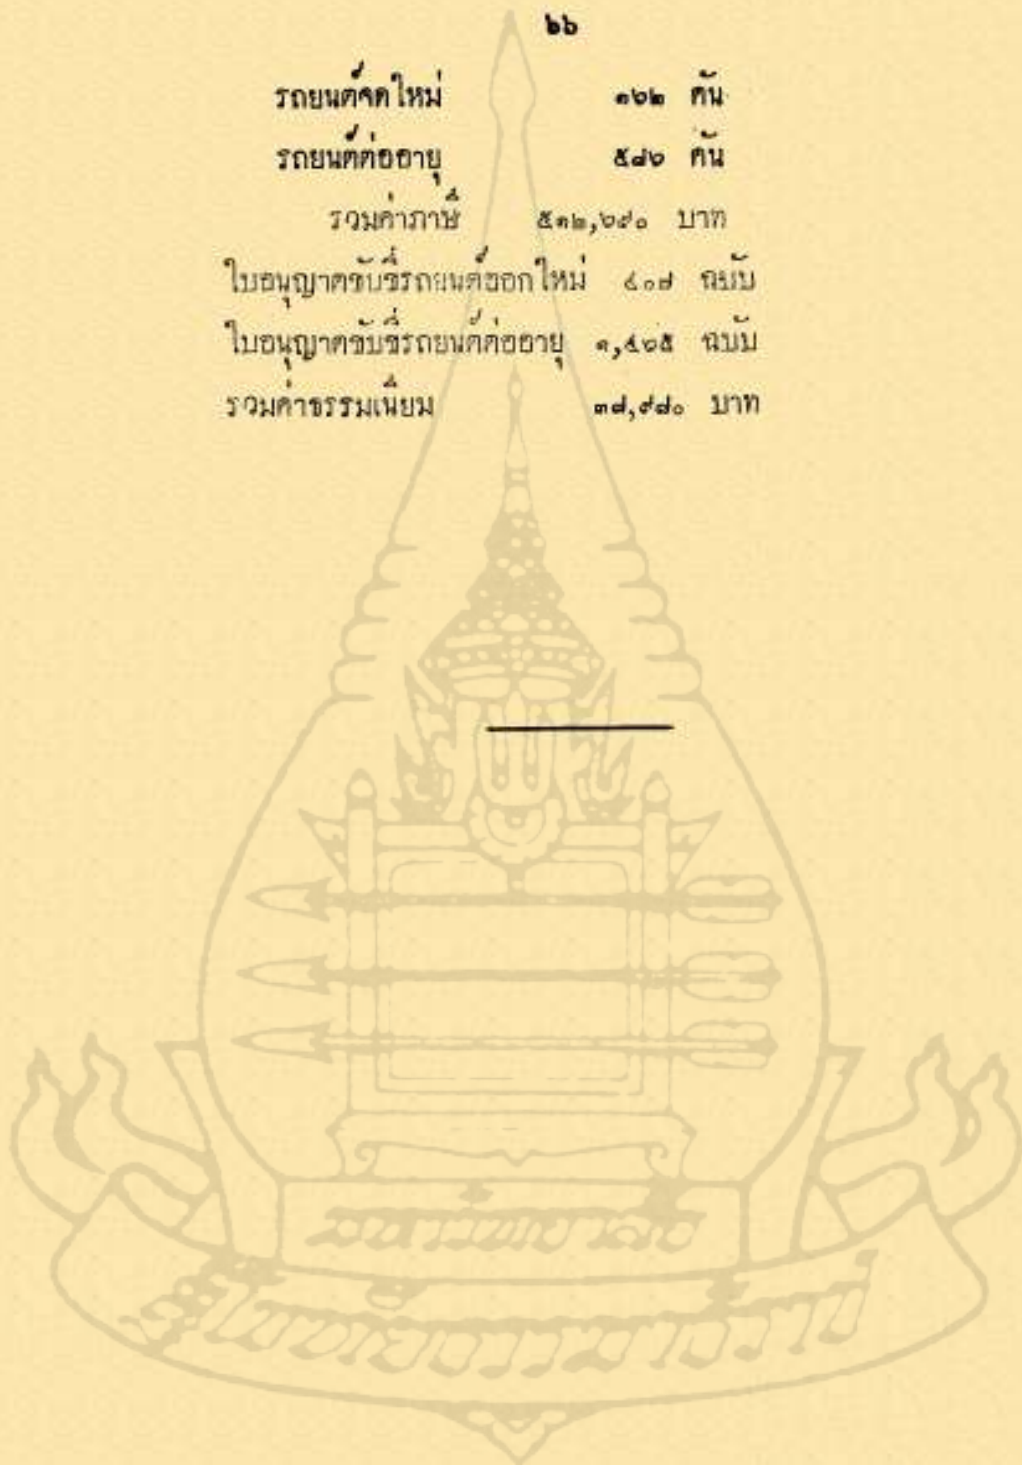 ๖๖
รถยนต์จดใหม่ ๑๖๒ คัน
รถยนต์ต่ออายุ ๕๘๖ คัน
รวมค่าภาษี ๕๑๒,๖๙๐ บาท
ใบอนุญาตขับขี่รถยนต์ออกใหม่ ๔๐๗ ฉบับ
ใบอนุญาตขับขี่รถยนต์ต่ออายุ ๑,๔๖๕ ฉบับ
รวมค่าธรรมเนียม ๓๘,๙๘๐ บาท